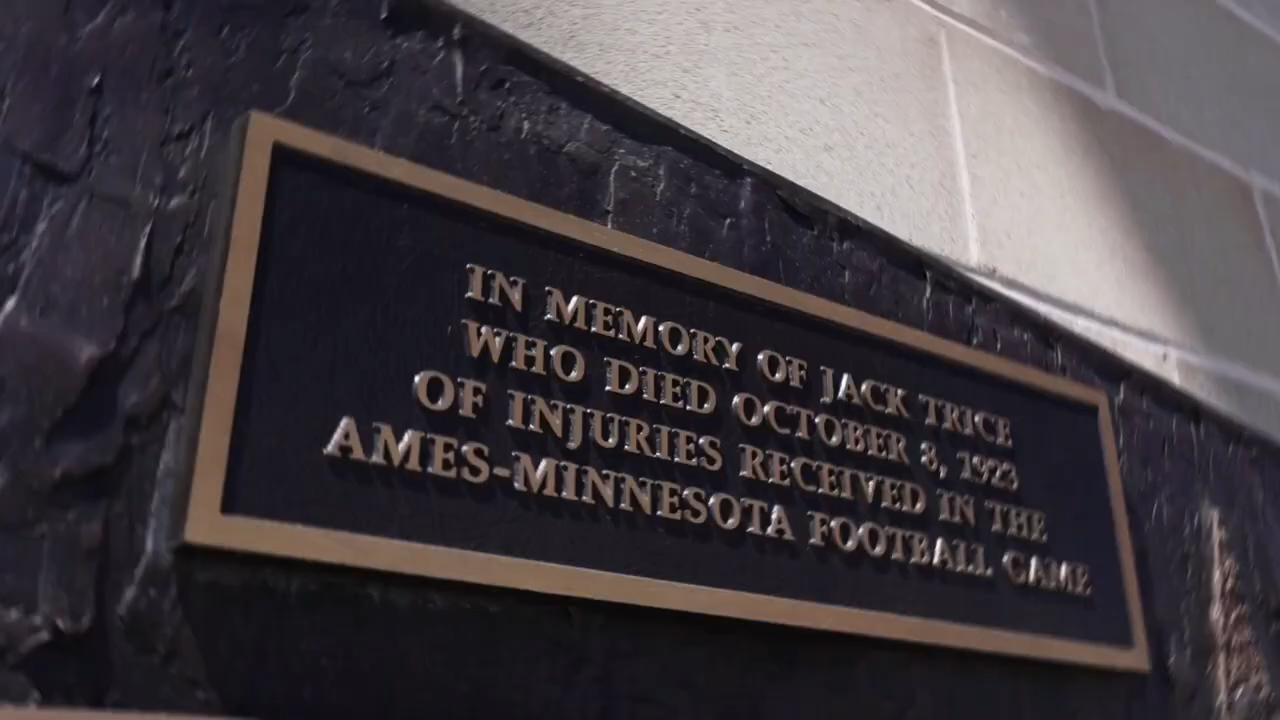 IN MEMORY OF JACK TRICE
WHO DIED OCTOBER 8, 1923
OF INJURIES RECEIVED IN THE
AMES-MINNESOTA FOOTBALL GAME